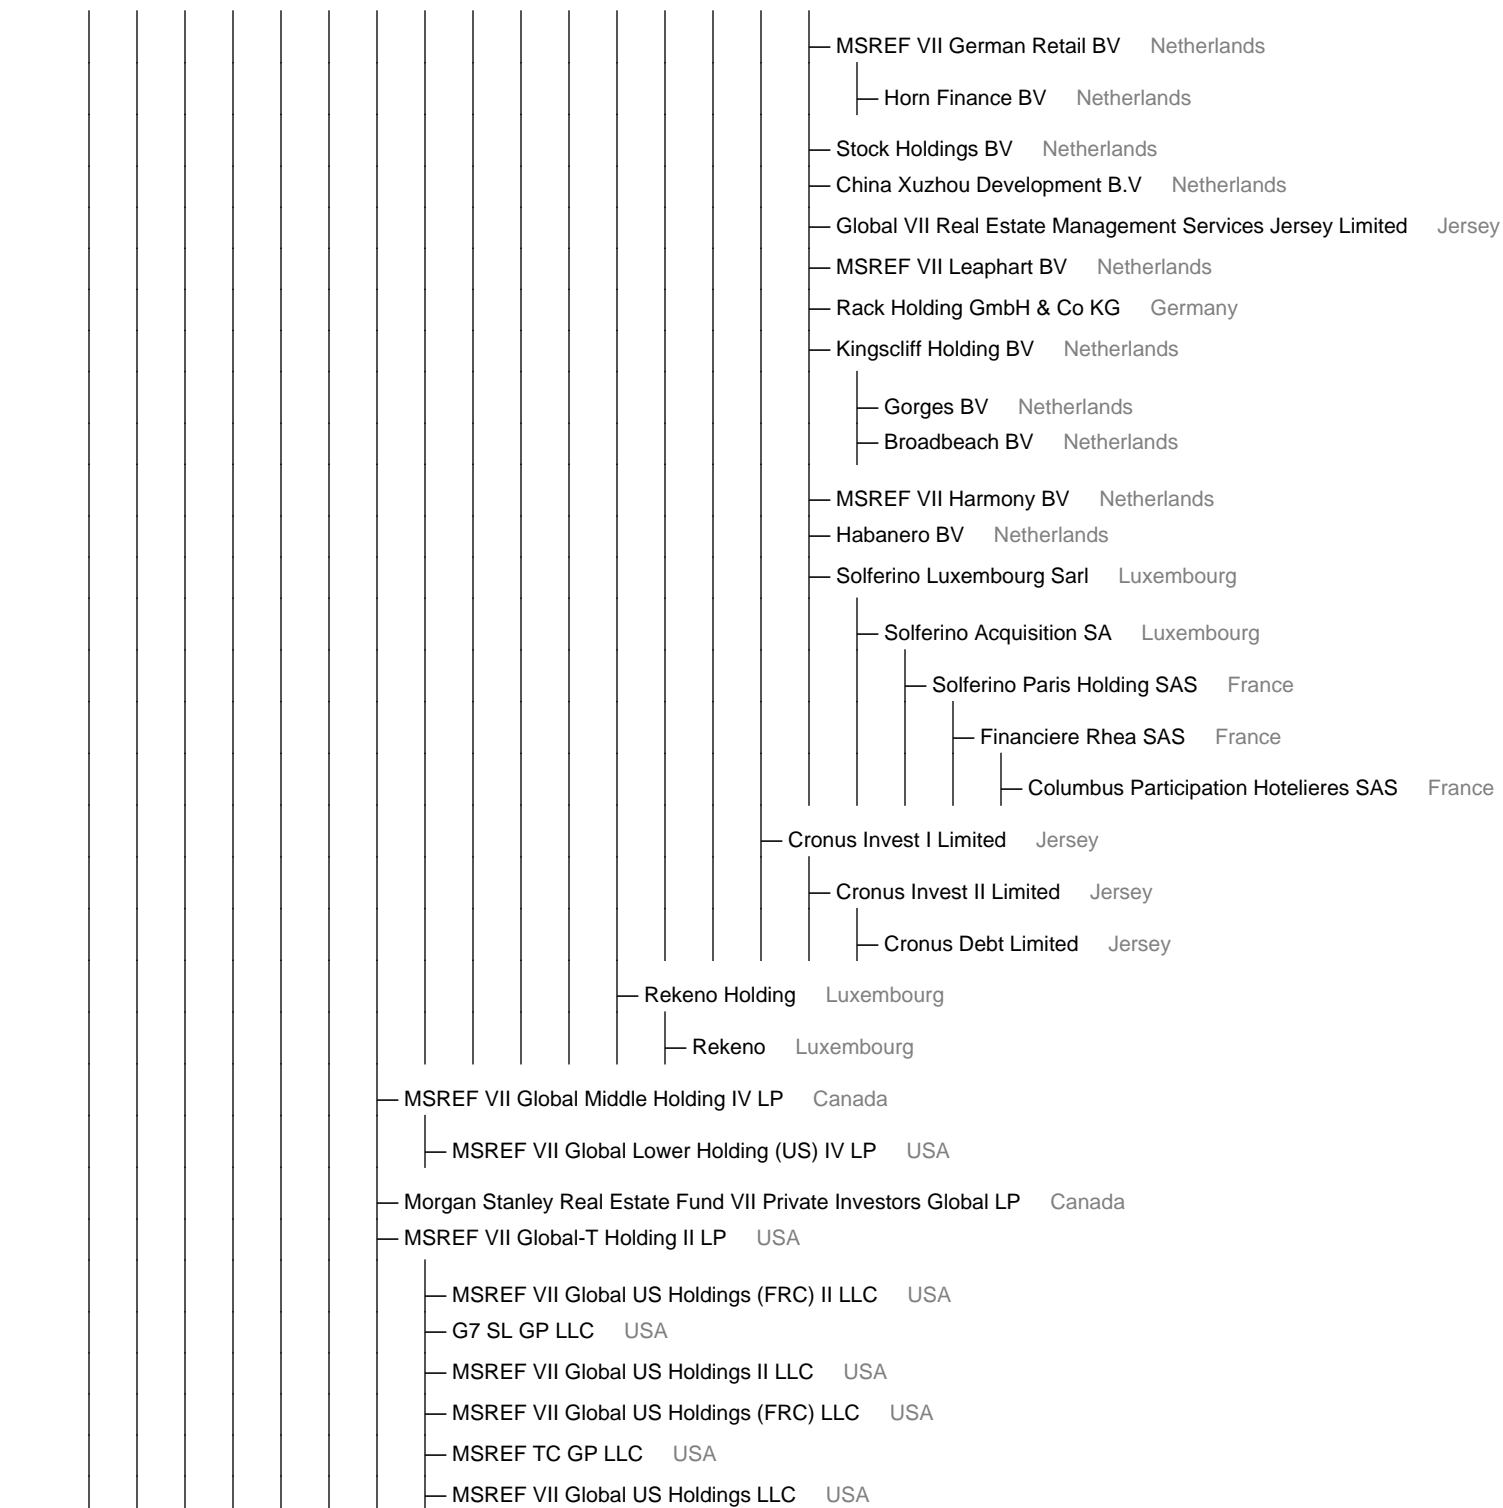 MSREF VII German Retail BV Netherlands
Horn Finance BV Netherlands
Stock Holdings BV Netherlands
China Xuzhou Development B.V Netherlands
Global VII Real Estate Management Services Jersey Limited Jersey
MSREF VII Leaphart BV Netherlands
Rack Holding GmbH & Co KG Germany
Kingscliff Holding BV Netherlands
Gorges BV Netherlands
Broadbeach BV Netherlands
MSREF VII Harmony BV Netherlands
Habanero BV Netherlands
Solferino Luxembourg Sarl Luxembourg
Solferino Acquisition SA Luxembourg
Solferino Paris Holding SAS France
Financiere Rhea SAS France
Columbus Participation Hotelieres SAS France
Cronus Invest I Limited Jersey
Cronus Invest II Limited Jersey
Cronus Debt Limited Jersey
Rekeno Holding Luxembourg
Rekeno Luxembourg
MSREF VII Global Middle Holding IV LP Canada
MSREF VII Global Lower Holding (US) IV LP USA
Morgan Stanley Real Estate Fund VII Private Investors Global LP Canada
MSREF VII Global-T Holding II LP USA
MSREF VII Global US Holdings (FRC) II LLC USA
G7 SL GP LLC USA
MSREF VII Global US Holdings II LLC USA
MSREF VII Global US Holdings (FRC) LLC USA
MSREF TC GP LLC USA
MSREF VII Global US Holdings LLC USA